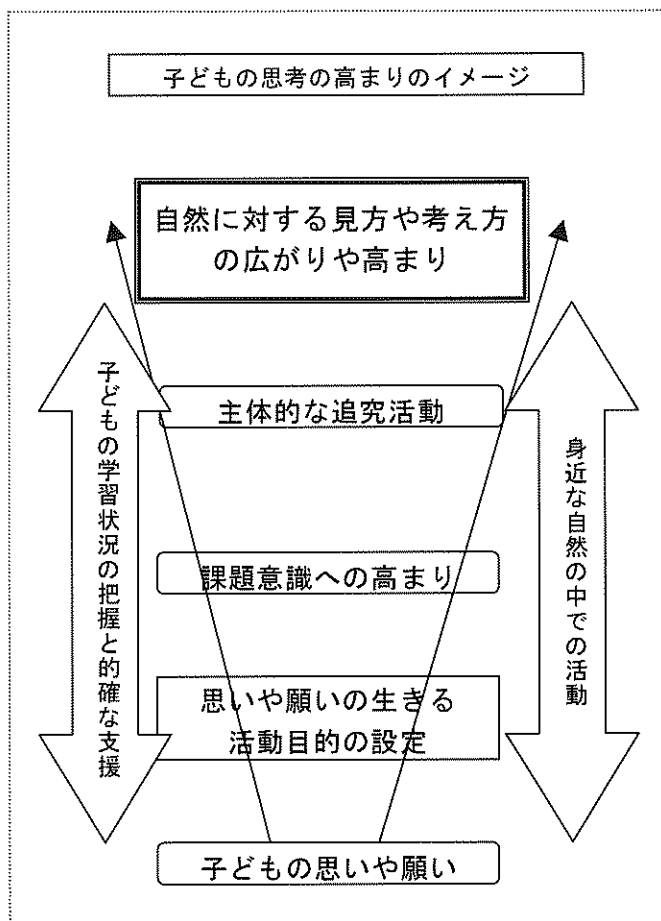 子どもの思考の高まりのイメージ
自然に対する見方や考え方
の広がりや高まり
子どもの学習状況の把握と的確な支援
主体的な追究活動
身近な自然の中での活動
課題意識への高まり
思いや願いの生きる
活動目的の設定
子どもの思いや願い